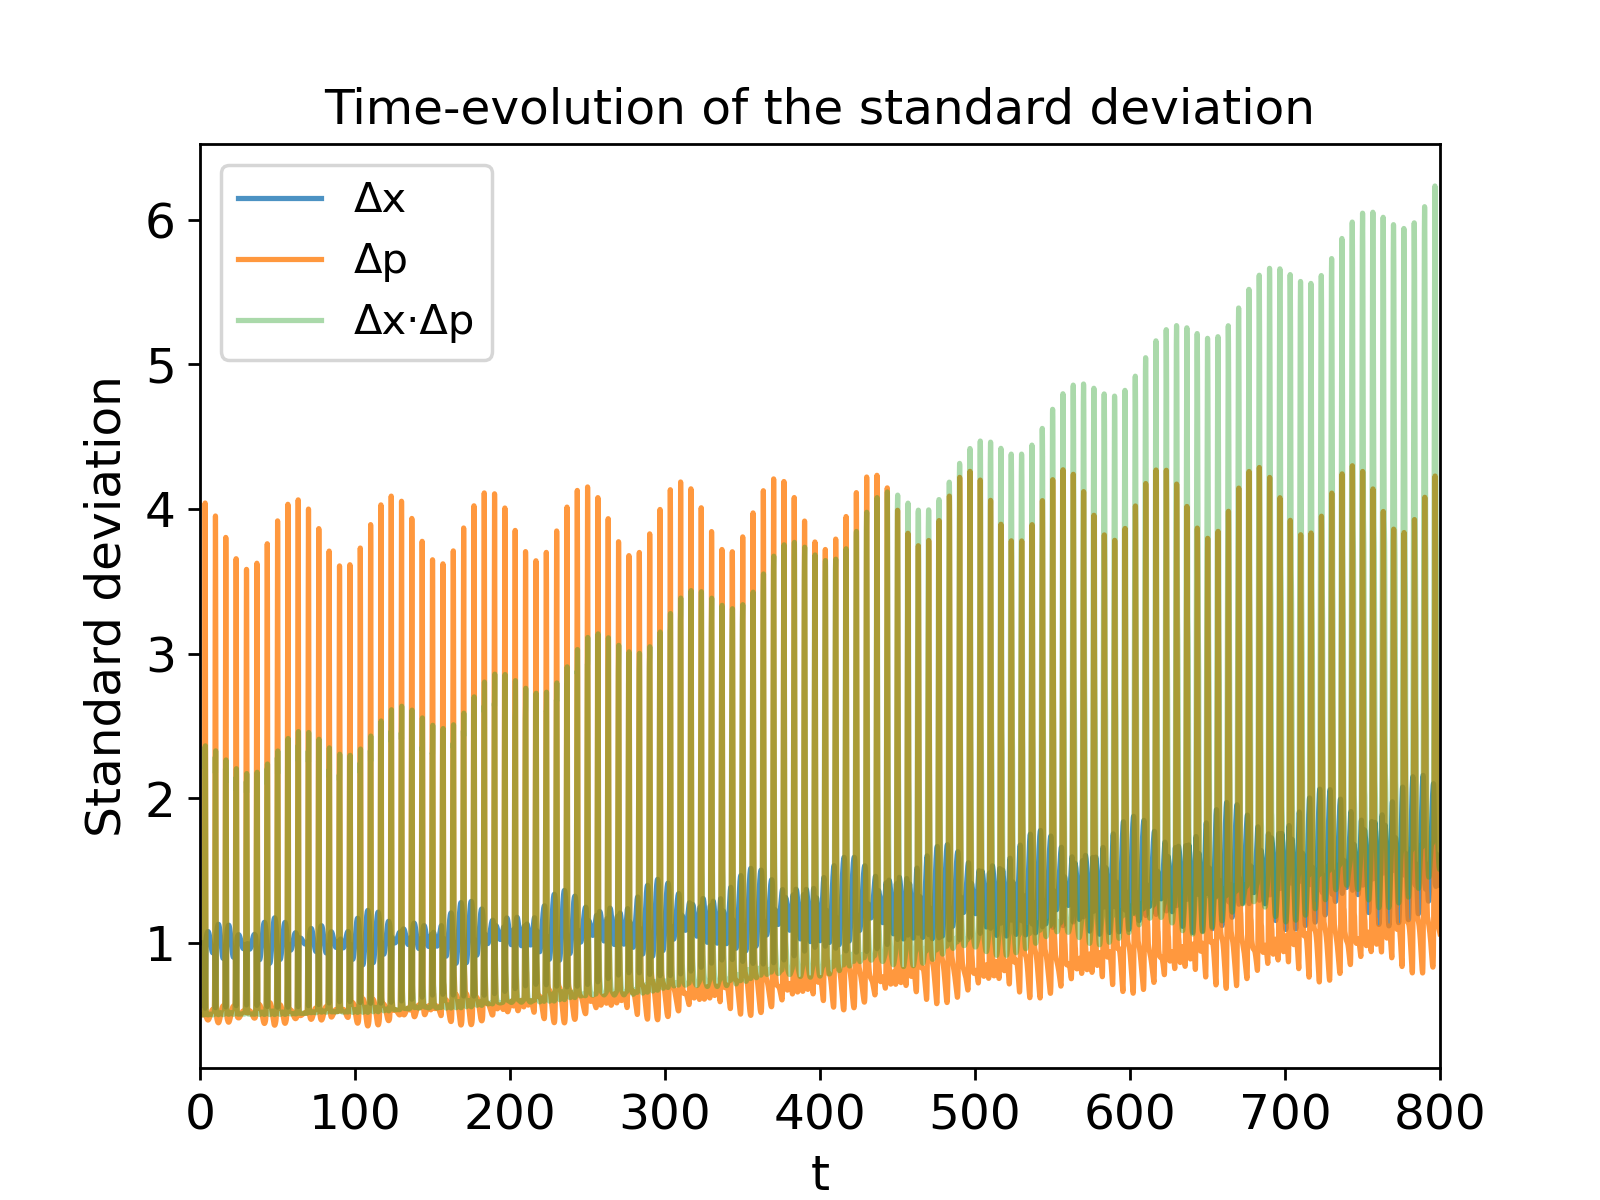 Time-evolution of the standard deviation
Δx
Δp
Δx·Δp
Standard deviation
6
5
4
3
2
1
0 100 200 300 400 500 600 700 800
t